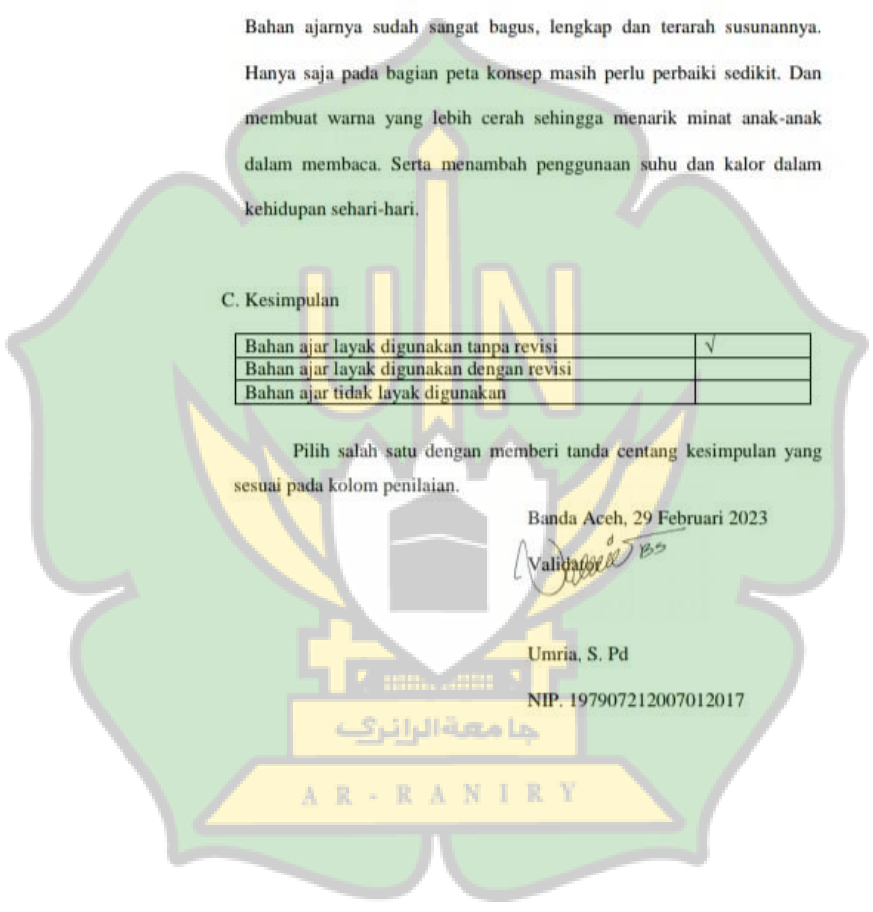 Bahan ajarnya sudah sangat bagus, lengkap dan terarah susunannya.
Hanya saja pada bagian peta konsep masih perlu perbaiki sedikit. Dan
membuat warna yang lebih cerah sehingga menarik minat anak-anak
dalam membaca. Serta menambah penggunaan suhu dan kalor dalam
kehidupan sehari-hari.
C. Kesimpulan
Bahan ajar layak digunakan tanpa revisi √
Bahan ajar layak digunakan dengan revisi
Bahan ajar tidak layak digunakan
Pilih salah satu dengan memberi tanda centang kesimpulan yang
sesuai pada kolom penilaian.
Banda Aceh, 29 Februari 2023
Validator
Umria, S. Pd
NIP. 197907212007012017
UIN
جامعة الرانري
AR-RANIRY